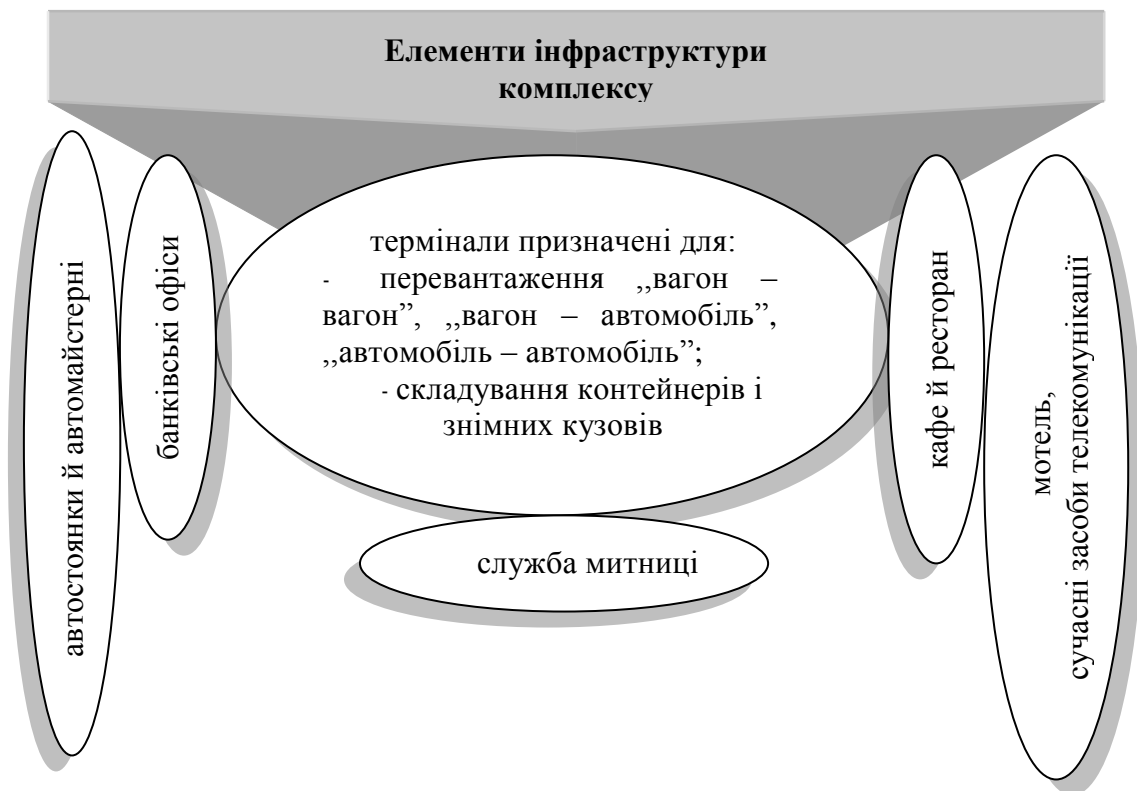 Елементи інфраструктури
комплексу
автостоянки й автомайстерні
банківські офіси
термінали призначені для:
- перевантаження ,,вагон –
вагон”, ,,вагон – автомобіль”,
,,автомобіль – автомобіль”;
- складування контейнерів і
знімних кузовів
служба митниці
кафе й ресторан
мотель,
сучасні засоби телекомунікації